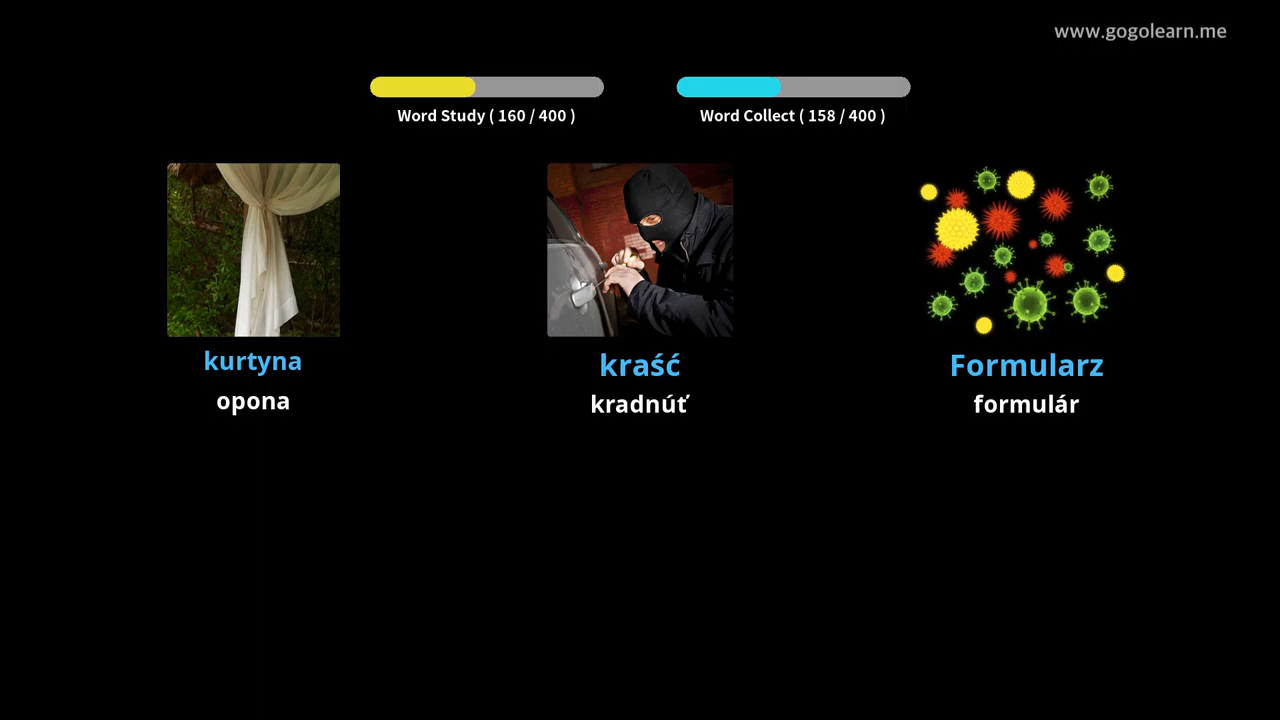 www.gogolearn.me
Word Study ( 160 / 400 )
Word Collect ( 158 / 400 )
kurtyna
opona
kraść
kradnúť
Formularz
formulár